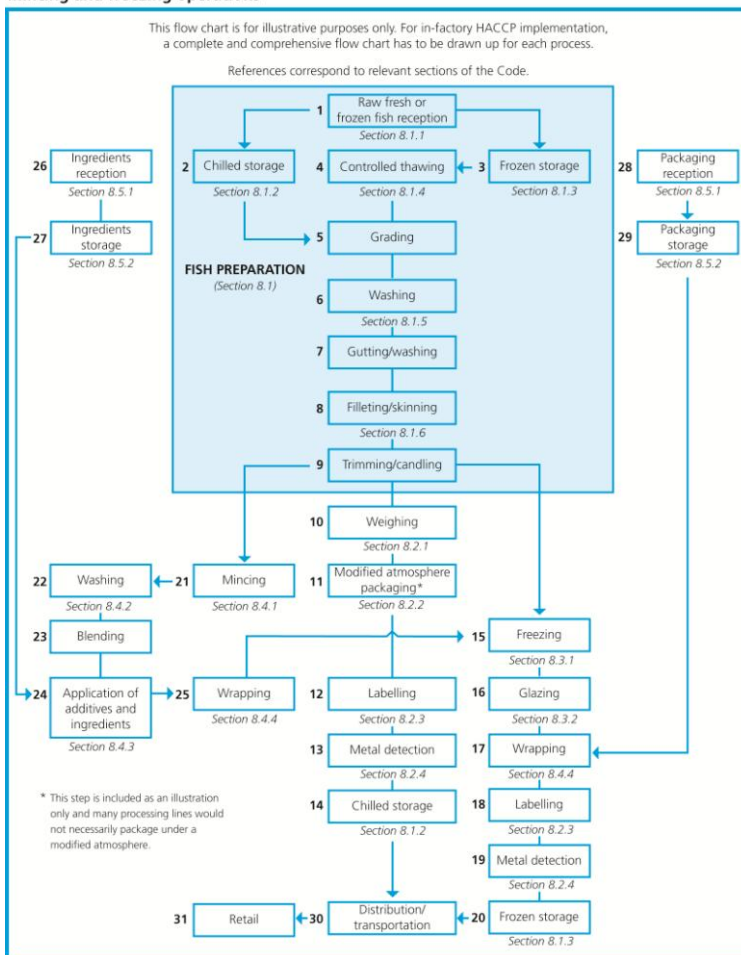 This flow chart is for illustrative purposes only. For in-factory HACCP implementation,
a complete and comprehensive flow chart has to be drawn up for each process.
References correspond to relevant sections of the Code.
1 Raw fresh or
frozen fish reception
Section 8.1.1
26 Ingredients
reception
Section 8.5.1
2 Chilled storage
Section 8.1.2
4 Controlled thawing
Section 8.1.4
3 Frozen storage
Section 8.1.3
28 Packaging
reception
Section 8.5.1
27 Ingredients
storage
Section 8.5.2
5 Grading
29 Packaging
storage
Section 8.5.2
FISH PREPARATION
(Section 8.1)
6 Washing
Section 8.1.5
7 Gutting/washing
8 Filleting/skinning
Section 8.1.6
9 Trimming/candling
10 Weighing
Section 8.2.1
22 Washing
Section 8.4.2
21 Mincing
Section 8.4.1
11 Modified atmosphere
packaging*
Section 8.2.2
23 Blending
15 Freezing
Section 8.3.1
24 Application of
additives and
ingredients
Section 8.4.3
25 Wrapping
Section 8.4.4
12 Labelling
Section 8.2.3
16 Glazing
Section 8.3.2
13 Metal detection
Section 8.2.4
17 Wrapping
Section 8.4.4
* This step is included as an illustration
only and many processing lines would
not necessarily package under a
modified atmosphere.
14 Chilled storage
Section 8.1.2
18 Labelling
Section 8.2.3
19 Metal detection
Section 8.2.4
31 Retail
30 Distribution/
transportation
20 Frozen storage
Section 8.1.3